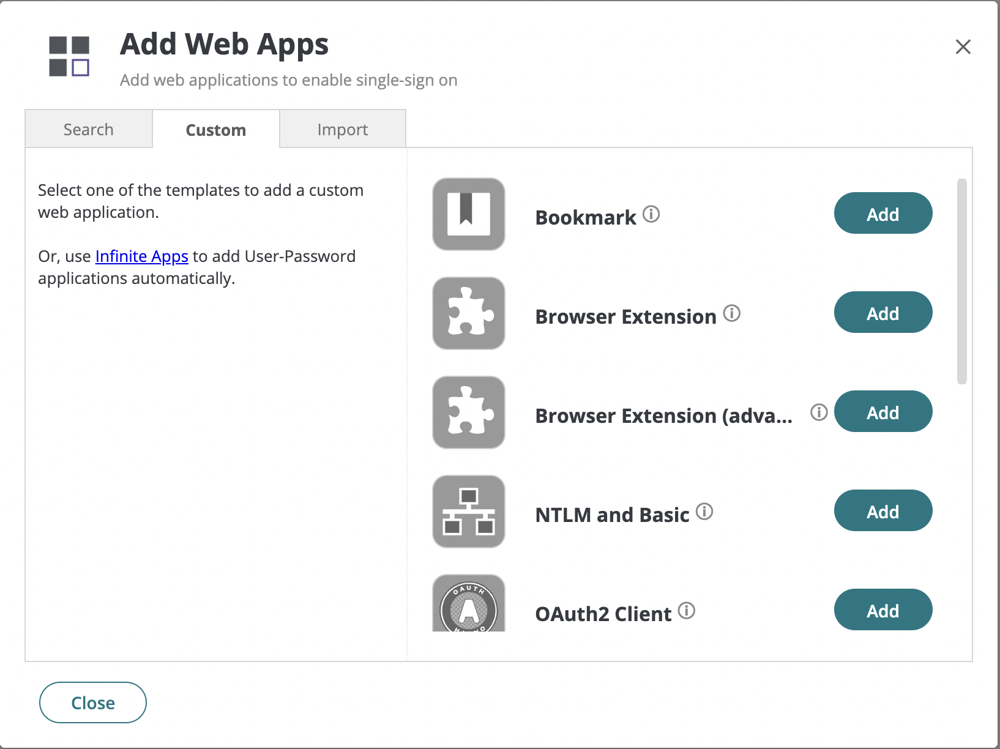 Add Web Apps
Add web applications to enable single-sign on
Search
Custom
Import
Select one of the templates to add a custom
web application.
Or, use Infinite Apps to add User-Password
applications automatically.
Bookmark
Add
Browser Extension
Add
Browser Extension (adva...
Add
NTLM and Basic
Add
OAUTH
A
OAuth2 Client
Add
Close